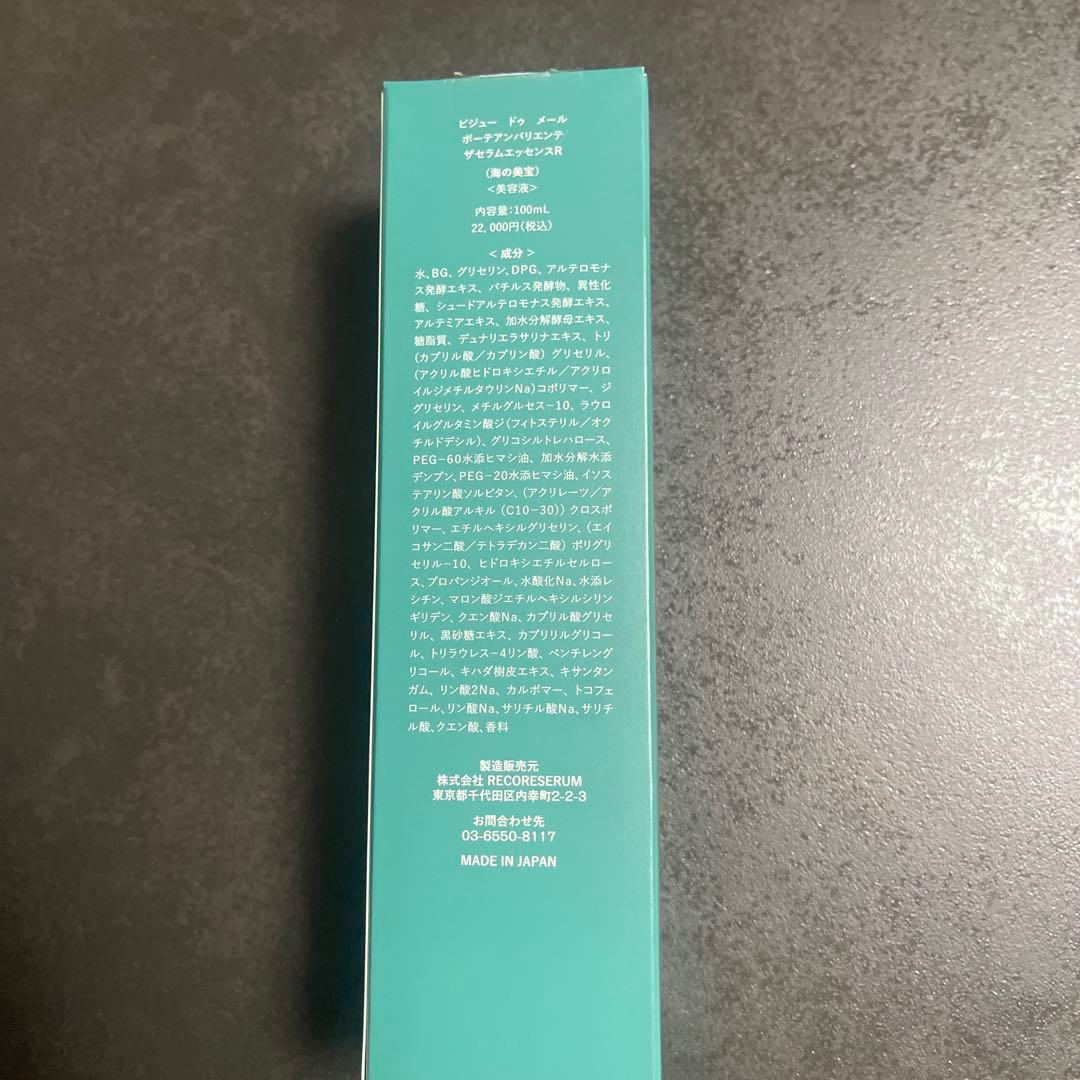 ビジュー ドゥ メール
ボーテアンバリエンテ
ザセラムエッセンスR
(海の美宝)
<美容液>
内容量:100mL
22,000円(税込)
<成分>
水、BG、グリセリン、DPG、アルテロモナ
ス発酵エキス、バチルス発酵物、異性化
糖、シュードアルテロモナス発酵エキス、
アルテミアエキス、加水分解酵母エキス、
糖脂質、デュナリエラサリナエキス、トリ
(カプリル酸/カプリン酸)グリセリル、
(アクリル酸ヒドロキシエチル/アクリロ
イルジメチルタウリンNa)コポリマー、ジ
グリセリン、メチルグルセス-10、ラウロ
イルグルタミン酸ジ(フィトステリル/オク
チルドデシル)、グリコシルトレハロース、
PEG-60水添ヒマシ油、加水分解水添
デンプン、PEG-20水添ヒマシ油、イソス
テアリン酸ソルビタン、(アクリレーツ/ア
クリル酸アルキル(C10-30))クロスポ
リマー、エチルヘキシルグリセリン、(エイ
コサン二酸/テトラデカン二酸)ポリグリ
セリル-10、ヒドロキシエチルセルロー
ス、プロパンジオール、水酸化Na、水添レ
シチン、マロン酸ジエチルヘキシルシリン
ギリデン、クエン酸Na、カプリル酸グリセ
リル、黒砂糖エキス、カプリリルグリコー
ル、トリラウレス-4リン酸、ペンチレング
リコール、キハダ樹皮エキス、キサンタン
ガム、リン酸2Na、カルボマー、トコフェ
ロール、リン酸Na、サリチル酸Na、サリチ
ル酸、クエン酸、香料
製造販売元
株式会社 RECORESERUM
東京都千代田区内幸町2-2-3
お問合わせ先
03-6550-8117
MADE IN JAPAN